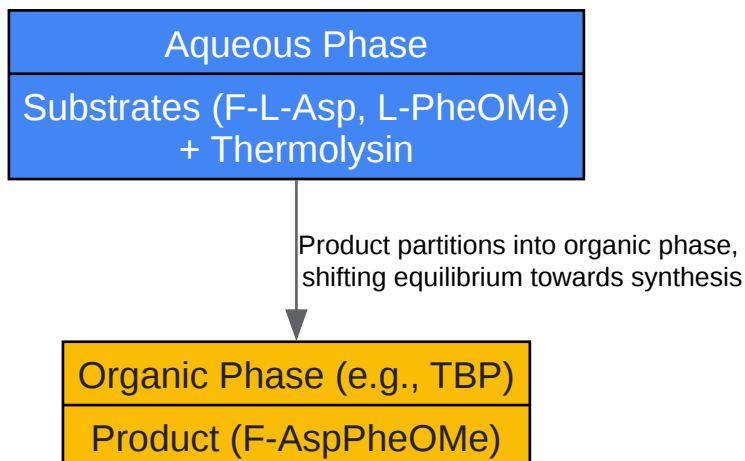 Aqueous Phase
Substrates (F-L-Asp, L-PheOMe)
+ Thermolysin
Product partitions into organic phase,
shifting equilibrium towards synthesis
Organic Phase (e.g., TBP)
Product (F-AspPheOMe)